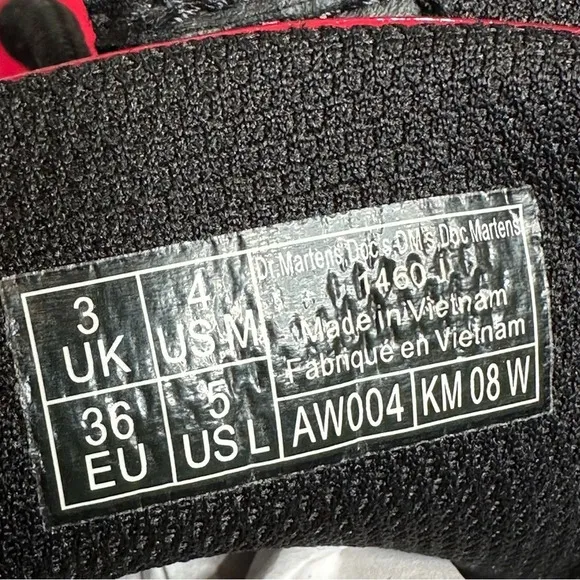 3
UK
4
US M
36
EU
5
US L
Dr.Martens,Doc's,DM's,Doc Martens
1460 J
Made in Vietnam
Fabriqué en Vietnam
AW004
KM 08 W